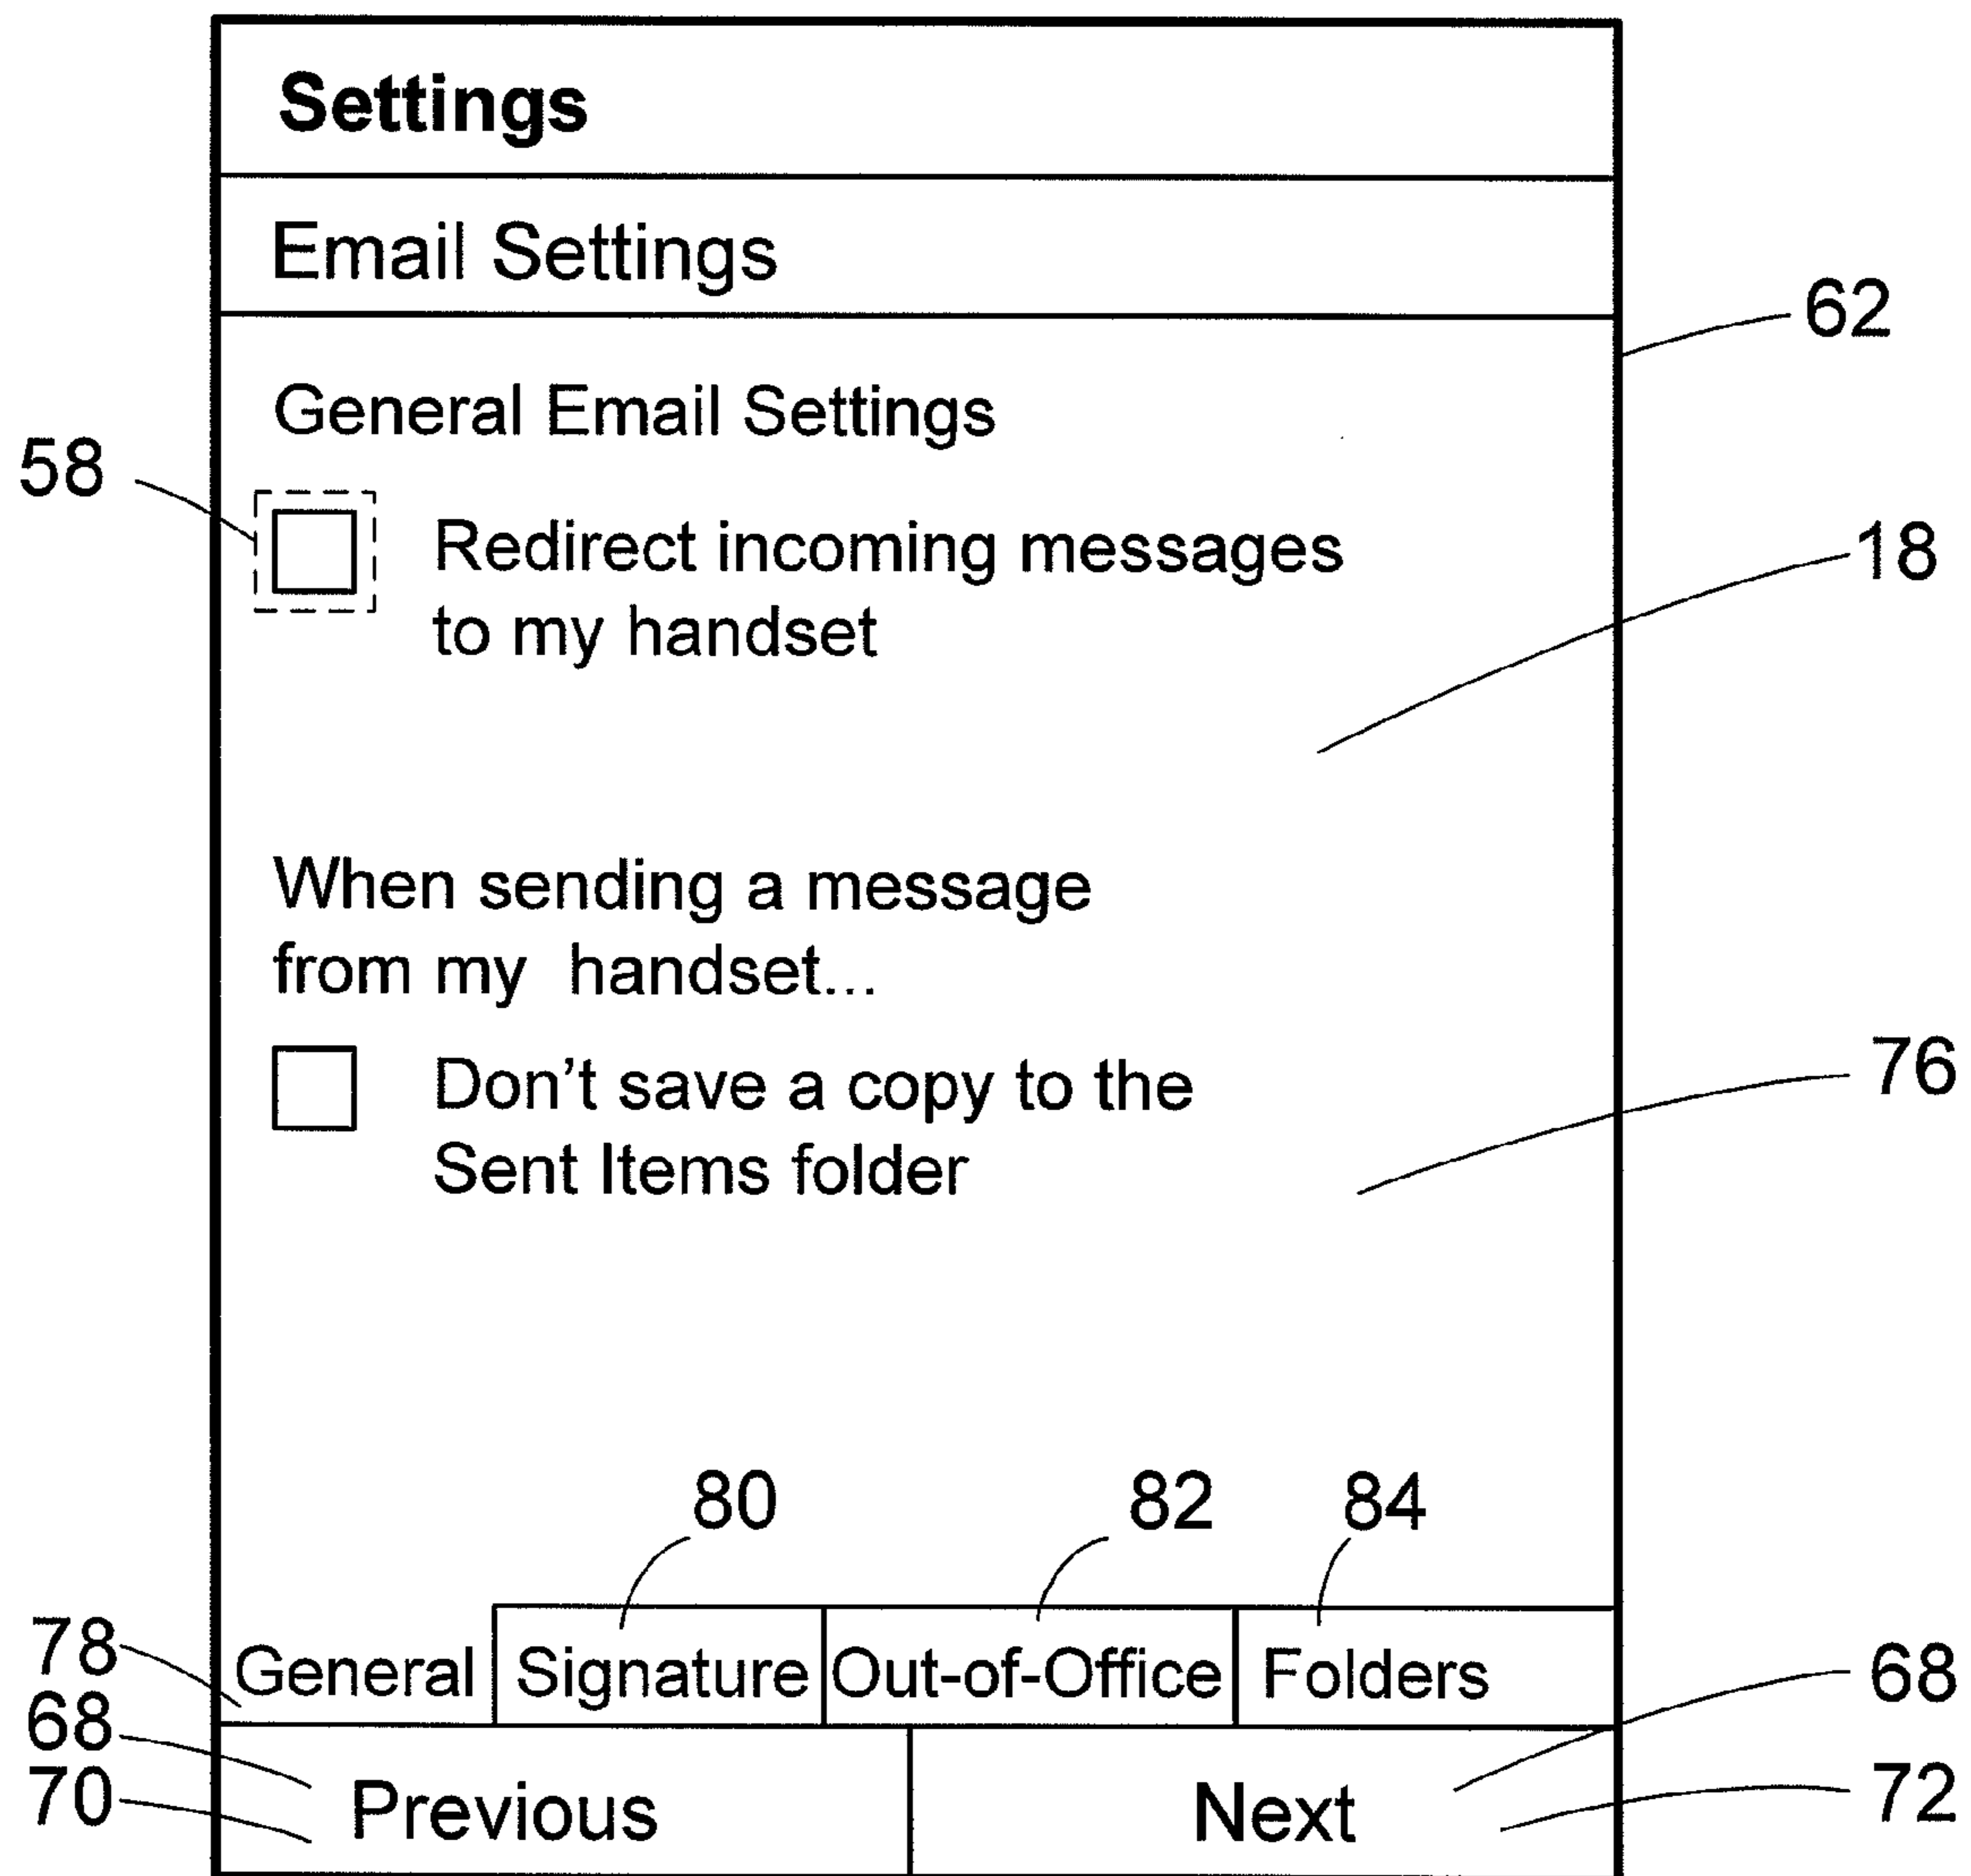 Settings
Email Settings
62
General Email Settings
58
18
Redirect incoming messages
to my handset
When sending a message
from my handset...
76
Don't save a copy to the
Sent Items folder
80 82 84
78
General Signature Out-of-Office Folders
68 68
70 72
Previous Next